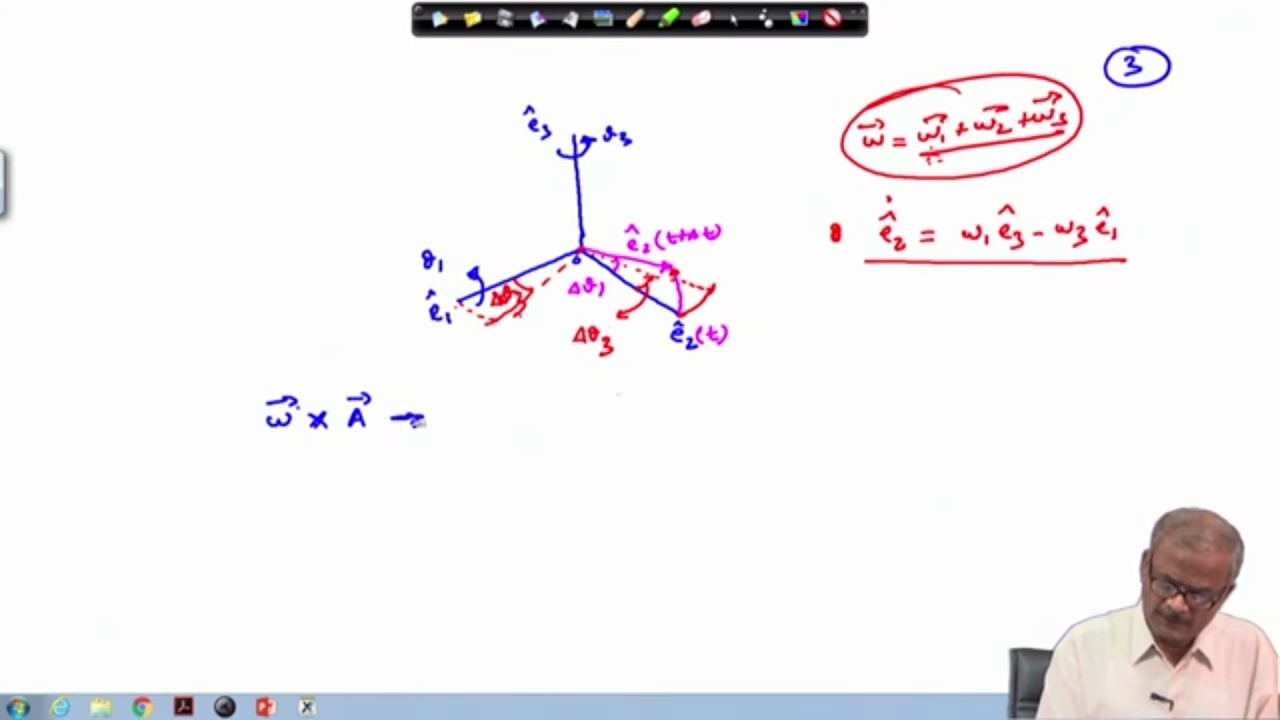 3
ê₃ θ₃
ω⃗ = ω⃗₁ + ω⃗₂ + ω⃗₃
ê̇₂ = ω₁ ê₃ - ω₃ ê₁
ê₂(t+Δt)
θ₁
o
Δθ₁
ê₁
ê₂(t)
Δθ₃
ω⃗ × A⃗ →